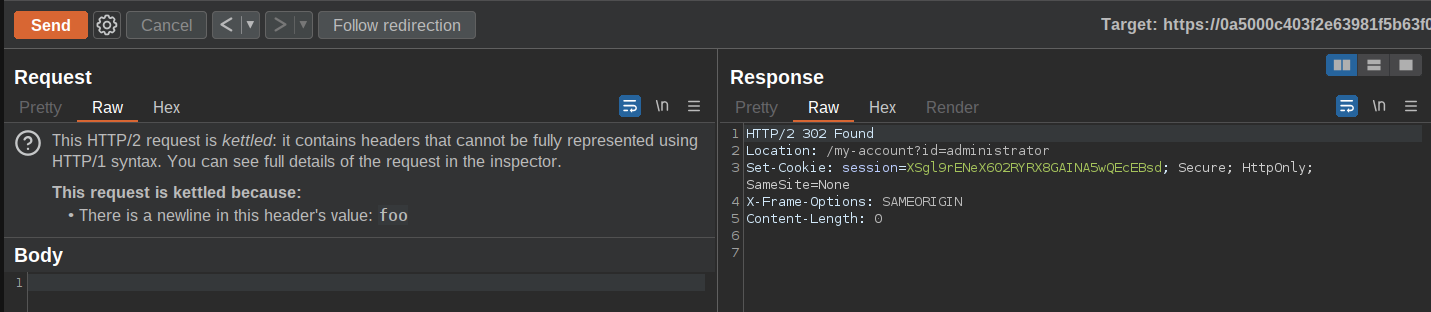 Send Cancel < > Follow redirection Target: https://0a5000c403f2e63981f5b63f0
Request
Pretty Raw Hex \n
This HTTP/2 request is kettled: it contains headers that cannot be fully represented using
HTTP/1 syntax. You can see full details of the request in the inspector.
This request is kettled because:
• There is a newline in this header's value: foo
Body
1
Response
Pretty Raw Hex Render \n
1 HTTP/2 302 Found
2 Location: /my-account?id=administrator
3 Set-Cookie: session=XSgl9rENeX6O2RYRX8GAINA5wQEcEBsd; Secure; HttpOnly;
SameSite=None
4 X-Frame-Options: SAMEORIGIN
5 Content-Length: 0
6
7